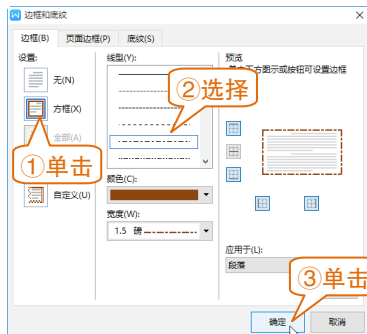 边框和底纹
边框(B) 页面边框(P) 底纹(S)
设置:
无(N)
方框(X)
全部(A)
①单击
自定义(U)
线型(Y):
②选择
颜色(C):
宽度(W):
1.5 磅
预览
方图示或按钮可设置边框
应用于(L):
段落
③单击
确定
取消